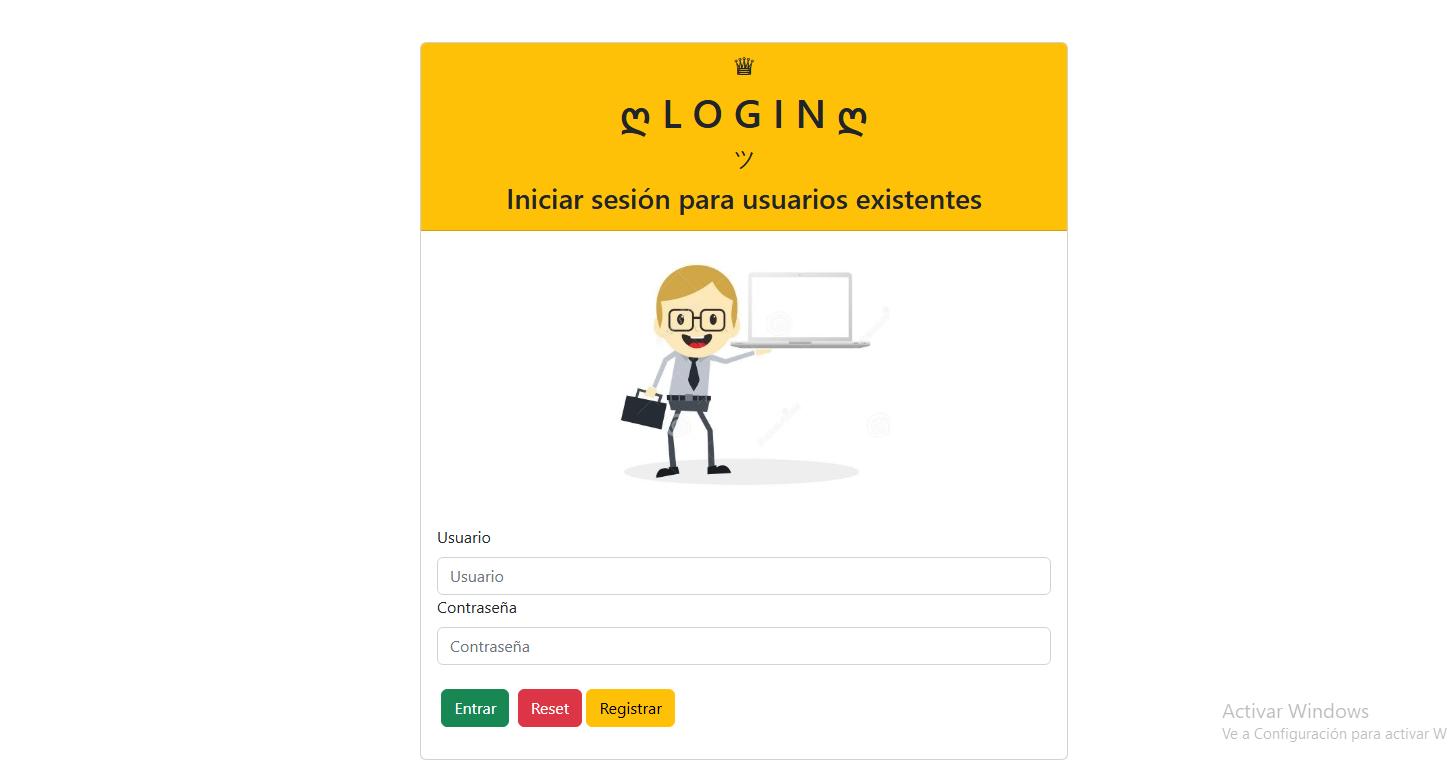 ♛
ღ L O G I N ღ
ツ
Iniciar sesión para usuarios existentes
Usuario
Usuario
Contraseña
Contraseña
Entrar Reset Registrar
Activar Windows
Ve a Configuración para activar W